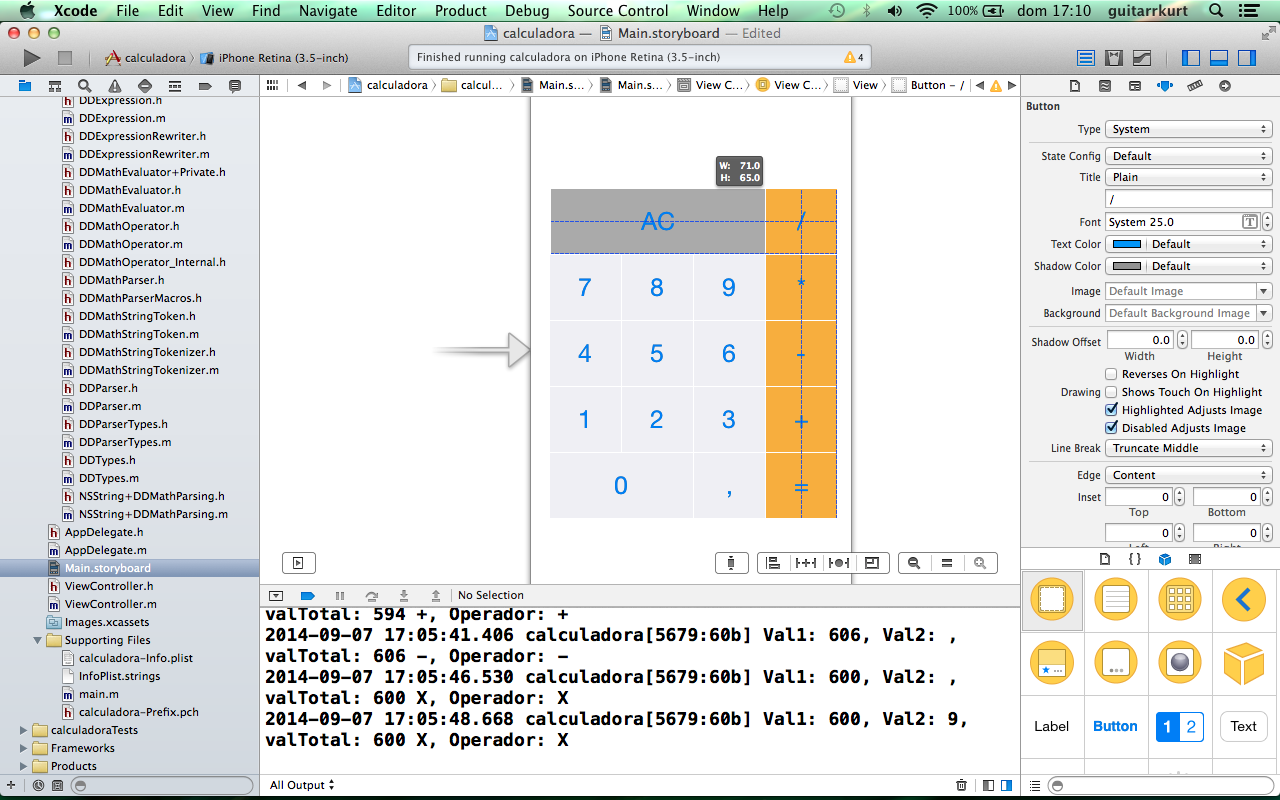 Xcode File Edit View Find Navigate Editor Product Debug Source Control Window Help 100% dom 17:10 guitarrkurt
calculadora — Main.storyboard — Edited
calculadora iPhone Retina (3.5-inch) Finished running calculadora on iPhone Retina (3.5-inch) 4
calculadora calcul... Main.s... Main.s... View C... View C... View Button - /
DDExpression.h
DDExpression.m
DDExpressionRewriter.h
DDExpressionRewriter.m
DDMathEvaluator+Private.h
DDMathEvaluator.h
DDMathEvaluator.m
DDMathOperator.h
DDMathOperator.m
DDMathOperator_Internal.h
DDMathParser.h
DDMathParserMacros.h
DDMathStringToken.h
DDMathStringToken.m
DDMathStringTokenizer.h
DDMathStringTokenizer.m
DDParser.h
DDParser.m
DDParserTypes.h
DDParserTypes.m
DDTypes.h
DDTypes.m
NSString+DDMathParsing.h
NSString+DDMathParsing.m
AppDelegate.h
AppDelegate.m
Main.storyboard
ViewController.h
ViewController.m
Images.xcassets
Supporting Files
calculadora-Info.plist
InfoPlist.strings
main.m
calculadora-Prefix.pch
calculadoraTests
Frameworks
Products
W: 71.0
H: 65.0
AC /
7 8 9 *
4 5 6 -
1 2 3 +
0 , =
No Selection
valTotal: 594 +, Operador: +
2014-09-07 17:05:41.406 calculadora[5679:60b] Val1: 606, Val2: ,
valTotal: 606 -, Operador: -
2014-09-07 17:05:46.530 calculadora[5679:60b] Val1: 600, Val2: ,
valTotal: 600 X, Operador: X
2014-09-07 17:05:48.668 calculadora[5679:60b] Val1: 600, Val2: 9,
valTotal: 600 X, Operador: X
All Output
Button
Type System
State Config Default
Title Plain
/
Font System 25.0 T
Text Color Default
Shadow Color Default
Image Default Image
Background Default Background Image
Shadow Offset 0.0 0.0
Width Height
Reverses On Highlight
Drawing Shows Touch On Highlight
Highlighted Adjusts Image
Disabled Adjusts Image
Line Break Truncate Middle
Edge Content
Inset 0 0
Top Bottom
0 0
Left Right
{ }
Label Button 1 2 Text